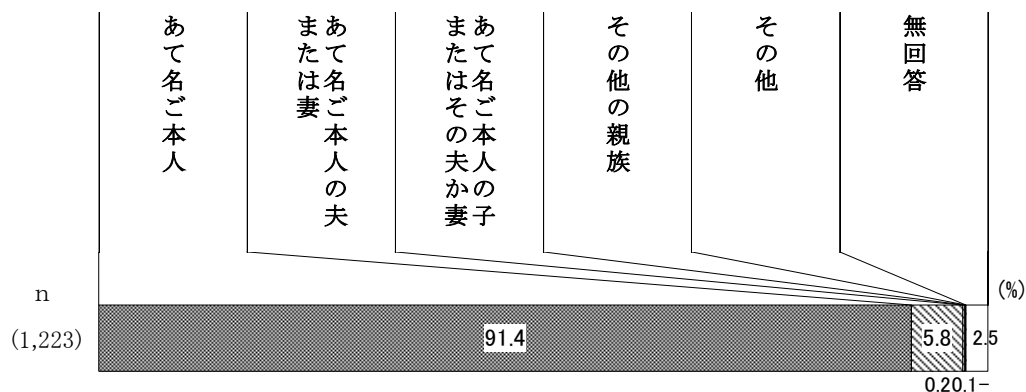 あて名ご本人
あて名ご本人の夫
または妻
あて名ご本人の子
またはその夫か妻
その他の親族
その他
無回答
n
(%)
(1,223)
91.4
5.8
2.5
0.20.1-